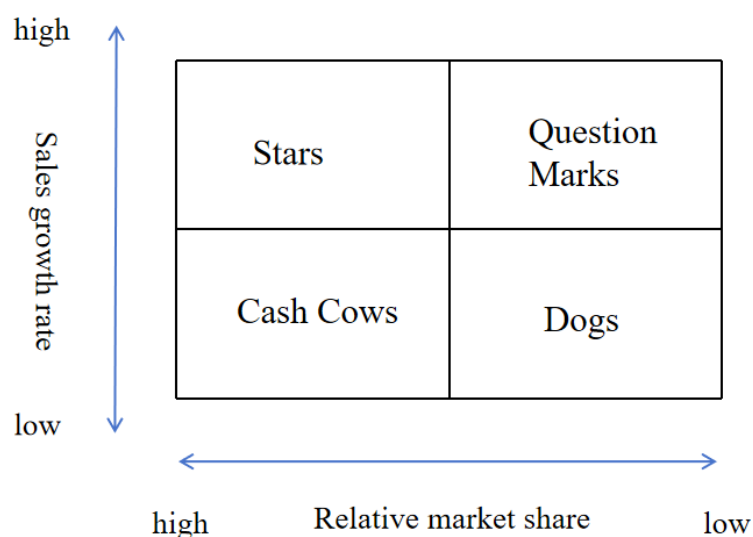 high
Stars
Question
Marks
Sales growth rate
Cash Cows
Dogs
low
high
Relative market share
low